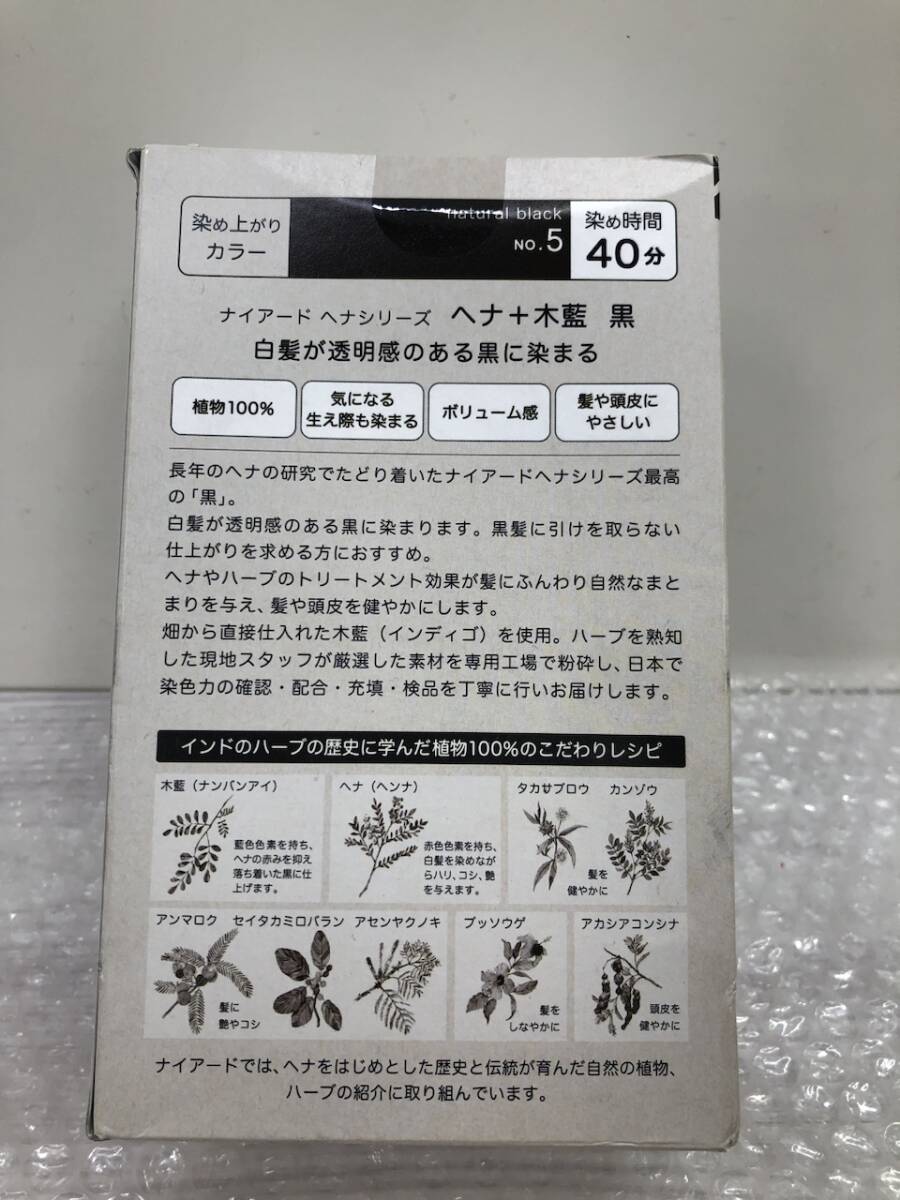 染め上がり
カラー
natural black
NO.5
染め時間
40分
ナイアード ヘナシリーズ ヘナ＋木藍 黒
白髪が透明感のある黒に染まる
植物100%
気になる
生え際も染まる
ボリューム感
髪や頭皮に
やさしい
長年のヘナの研究でたどり着いたナイアードヘナシリーズ最高
の「黒」。
白髪が透明感のある黒に染まります。黒髪に引けを取らない
仕上がりを求める方におすすめ。
ヘナやハーブのトリートメント効果が髪にふんわり自然なまと
まりを与え、髪や頭皮を健やかにします。
畑から直接仕入れた木藍（インディゴ）を使用。ハーブを熟知
した現地スタッフが厳選した素材を専用工場で粉砕し、日本で
染色力の確認・配合・充填・検品を丁寧に行いお届けします。
インドのハーブの歴史に学んだ植物100%のこだわりレシピ
木藍（ナンバンアイ）
藍色色素を持ち、
ヘナの赤みを抑え
落ち着いた黒に仕
上げます。
ヘナ（ヘンナ）
赤色色素を持ち、
白髪を染めなが
らハリ、コシ、艶
を与えます。
タカサブロウ カンゾウ
髪を
健やかに
アンマロク セイタカミロバラン アセンヤクノキ
髪に
艶やコシ
ブッソウゲ
髪を
しなやかに
アカシアコンシナ
頭皮を
健やかに
ナイアードでは、ヘナをはじめとした歴史と伝統が育んだ自然の植物、
ハーブの紹介に取り組んでいます。